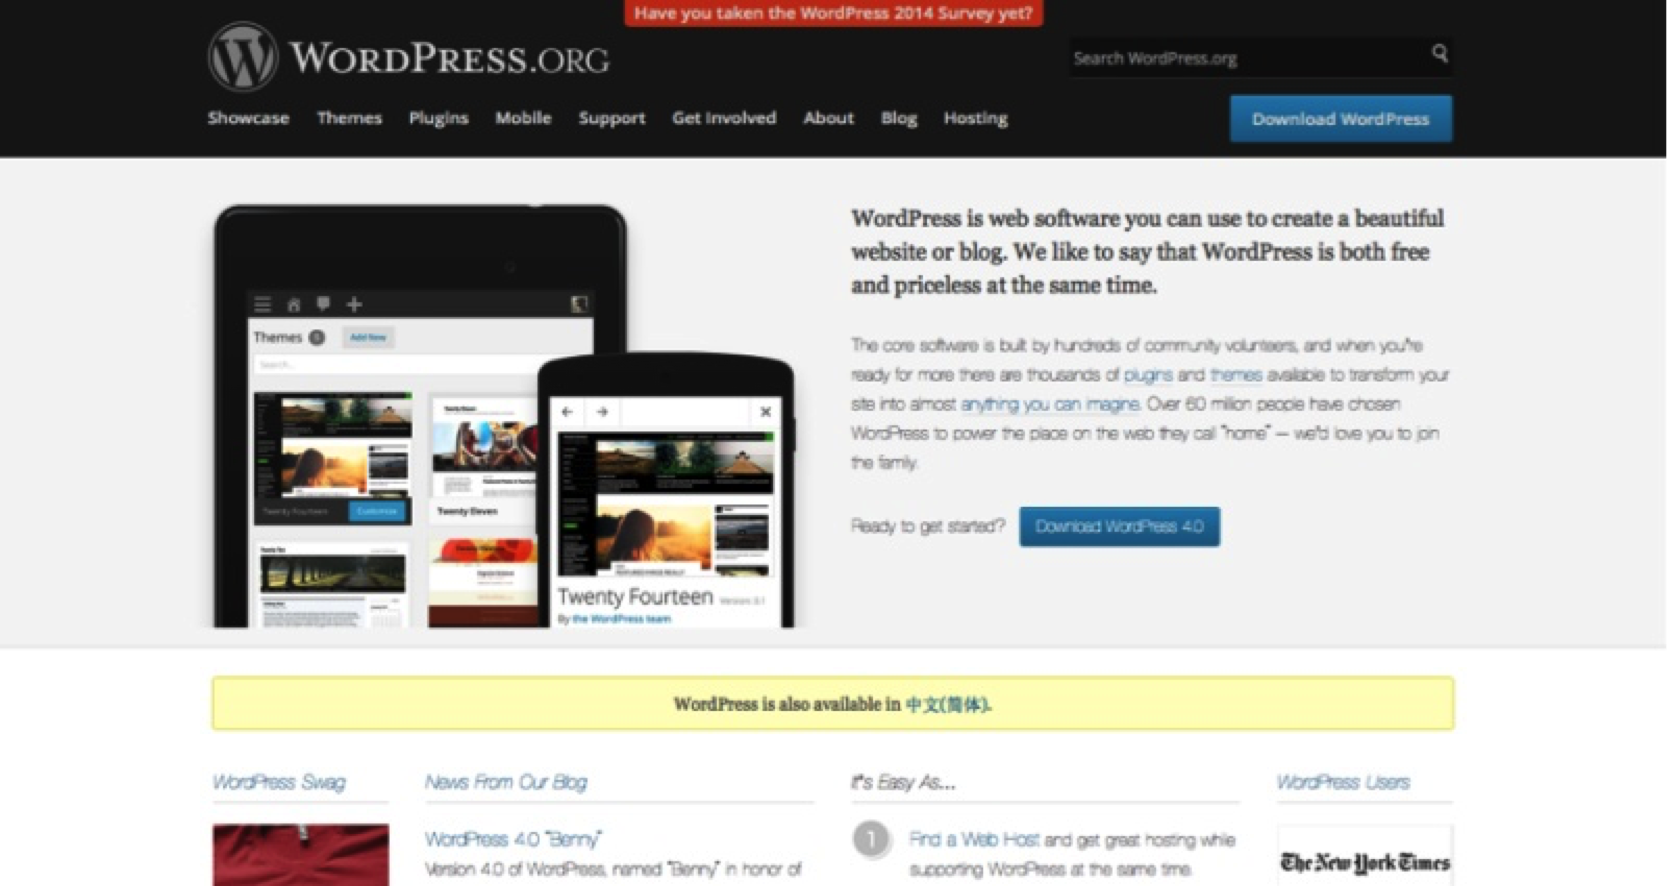 Have you taken the WordPress 2014 Survey yet?
WORDPRESS.ORG
Search WordPress.org
Showcase Themes Plugins Mobile Support Get Involved About Blog Hosting
Download WordPress
Themes
Add New
Search...
Twenty Fourteen
Customize
Twenty Eleven
Twenty Fourteen
By the WordPress team
WordPress is web software you can use to create a beautiful
website or blog. We like to say that WordPress is both free
and priceless at the same time.
The core software is built by hundreds of community volunteers, and when you're
ready for more there are thousands of plugins and themes available to transform your
site into almost anything you can imagine. Over 60 million people have chosen
WordPress to power the place on the web they call "home" — we'd love you to join
the family.
Ready to get started?
Download WordPress 4.0
WordPress is also available in 中文(简体).
WordPress Swag
News From Our Blog
WordPress 4.0 "Benny"
Version 4.0 of WordPress, named "Benny" in honor of
It's Easy As...
1
Find a Web Host and get great hosting while
supporting WordPress at the same time.
WordPress Users
The New York Times